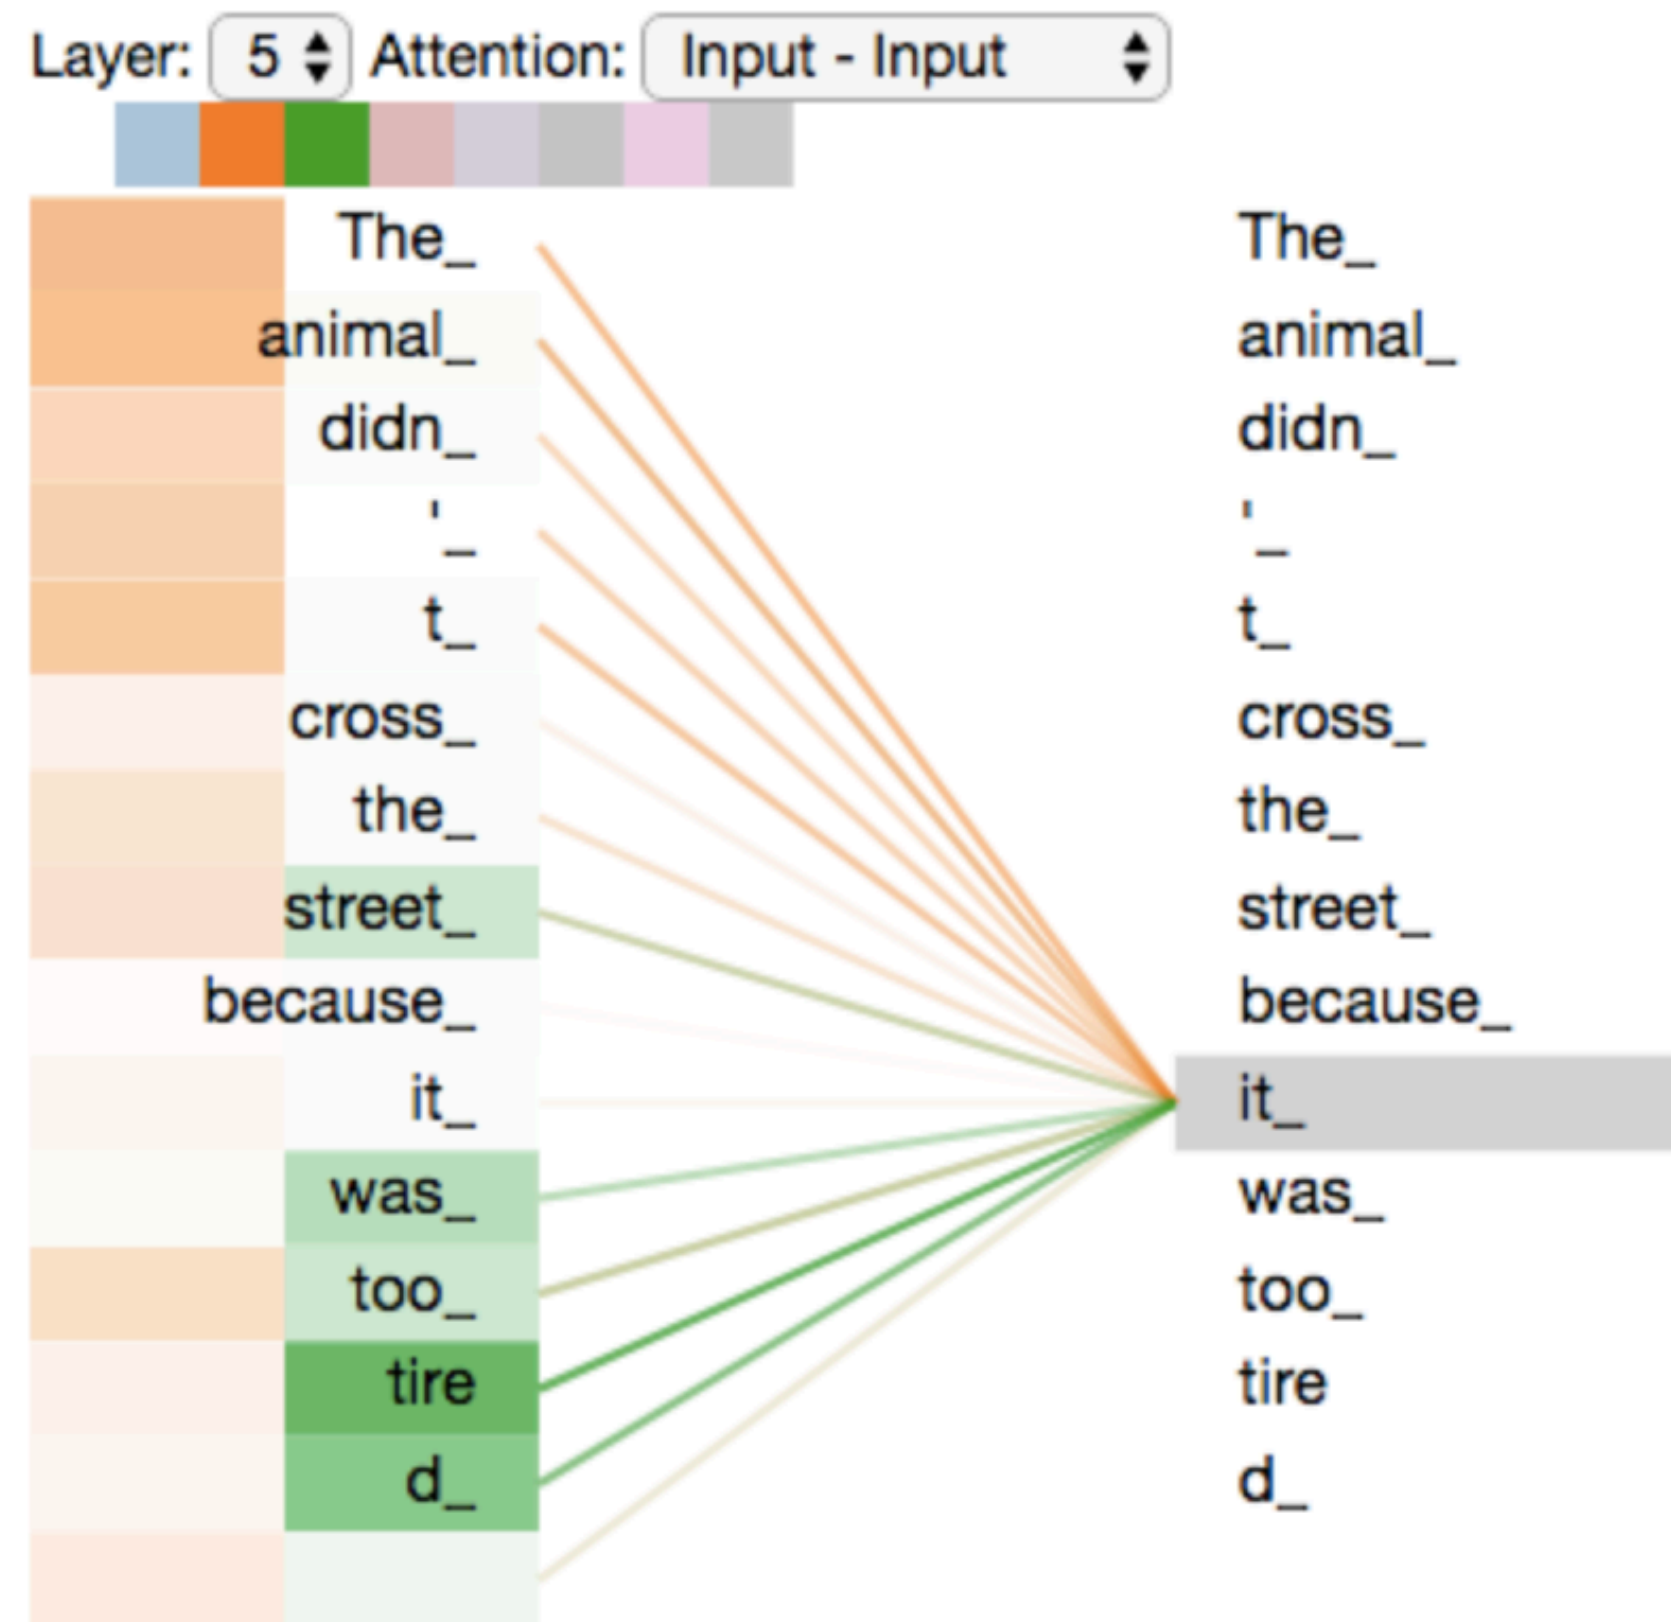 Layer: 5 Attention: Input - Input
The_ The_
animal_ animal_
didn_ didn_
'_ '_
t_ t_
cross_ cross_
the_ the_
street_ street_
because_ because_
it_ it_
was_ was_
too_ too_
tire tire
d_ d_